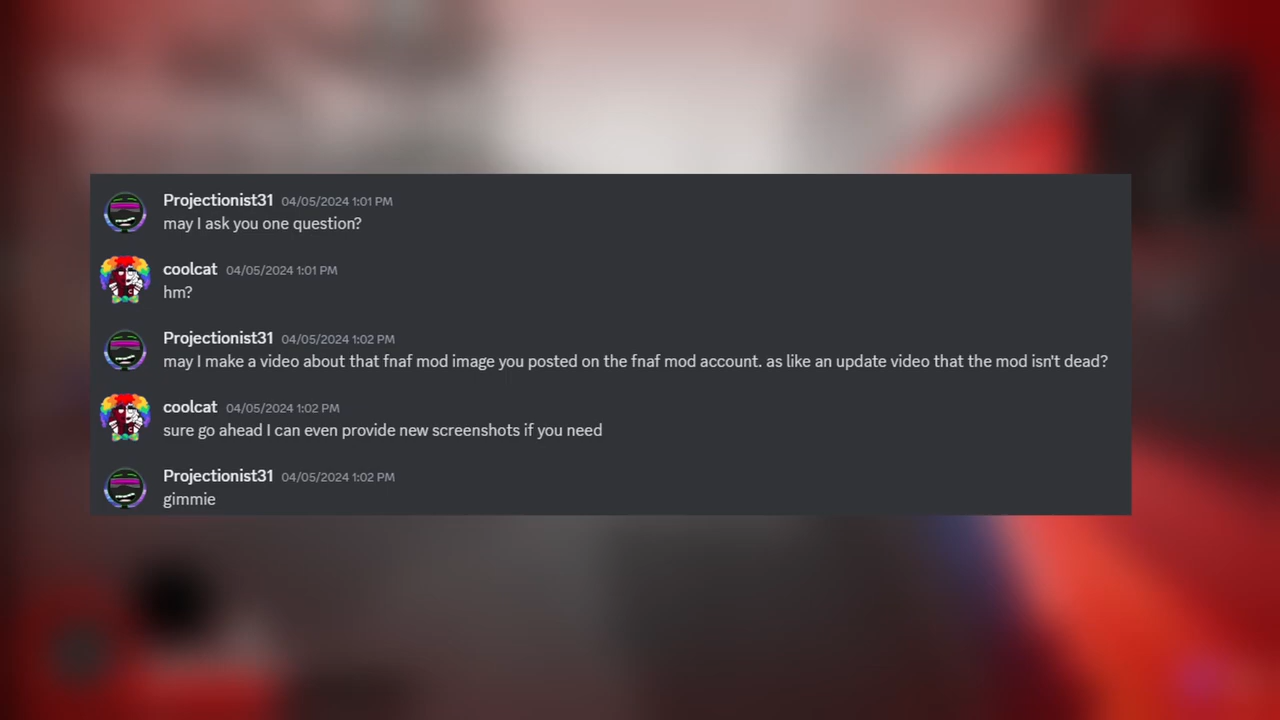 Projectionist31 04/05/2024 1:01 PM
may I ask you one question?
coolcat 04/05/2024 1:01 PM
hm?
Projectionist31 04/05/2024 1:02 PM
may I make a video about that fnaf mod image you posted on the fnaf mod account. as like an update video that the mod isn't dead?
coolcat 04/05/2024 1:02 PM
sure go ahead I can even provide new screenshots if you need
Projectionist31 04/05/2024 1:02 PM
gimmie